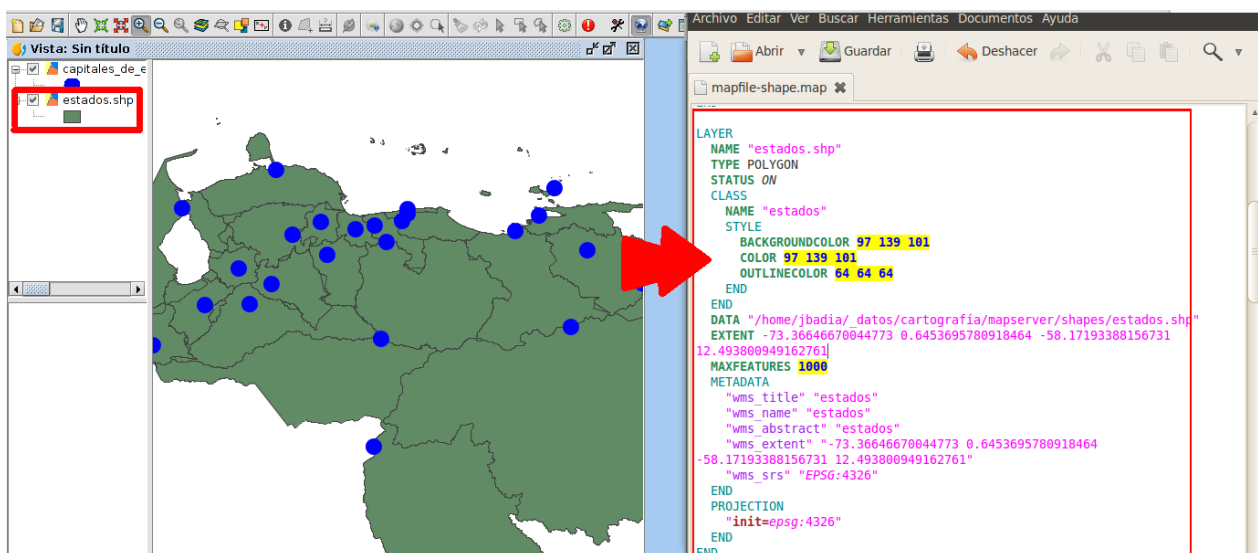 Vista: Sin título
capitales_de_e
estados.shp
Archivo Editar Ver Buscar Herramientas Documentos Ayuda
Abrir Guardar Deshacer
mapfile-shape.map
END
LAYER
NAME "estados.shp"
TYPE POLYGON
STATUS ON
CLASS
NAME "estados"
STYLE
BACKGROUNDCOLOR 97 139 101
COLOR 97 139 101
OUTLINECOLOR 64 64 64
END
END
DATA "/home/jbadia/_datos/cartografía/mapserver/shapes/estados.shp"
EXTENT -73.36646670044773 0.6453695780918464 -58.17193388156731
12.493800949162761
MAXFEATURES 1000
METADATA
"wms_title" "estados"
"wms_name" "estados"
"wms_abstract" "estados"
"wms_extent" "-73.36646670044773 0.6453695780918464
-58.17193388156731 12.493800949162761"
"wms_srs" "EPSG:4326"
END
PROJECTION
"init=epsg:4326"
END
END